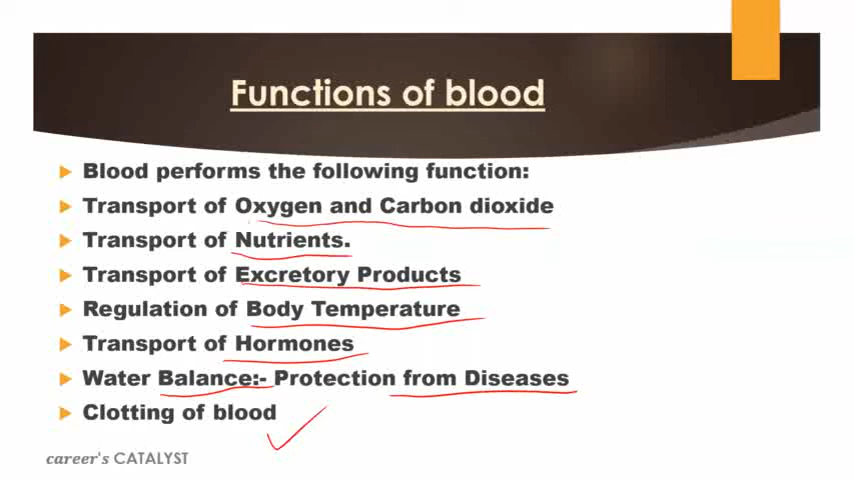 Functions of blood
Blood performs the following function:
Transport of Oxygen and Carbon dioxide
Transport of Nutrients.
Transport of Excretory Products
Regulation of Body Temperature
Transport of Hormones
Water Balance:- Protection from Diseases
Clotting of blood
career's CATALYST